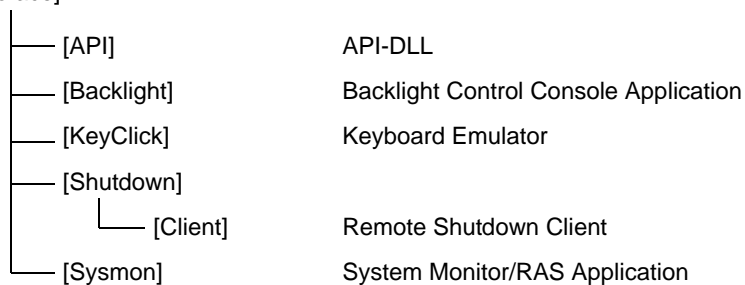 [API] API-DLL
[Backlight] Backlight Control Console Application
[KeyClick] Keyboard Emulator
[Shutdown]
[Client] Remote Shutdown Client
[Sysmon] System Monitor/RAS Application